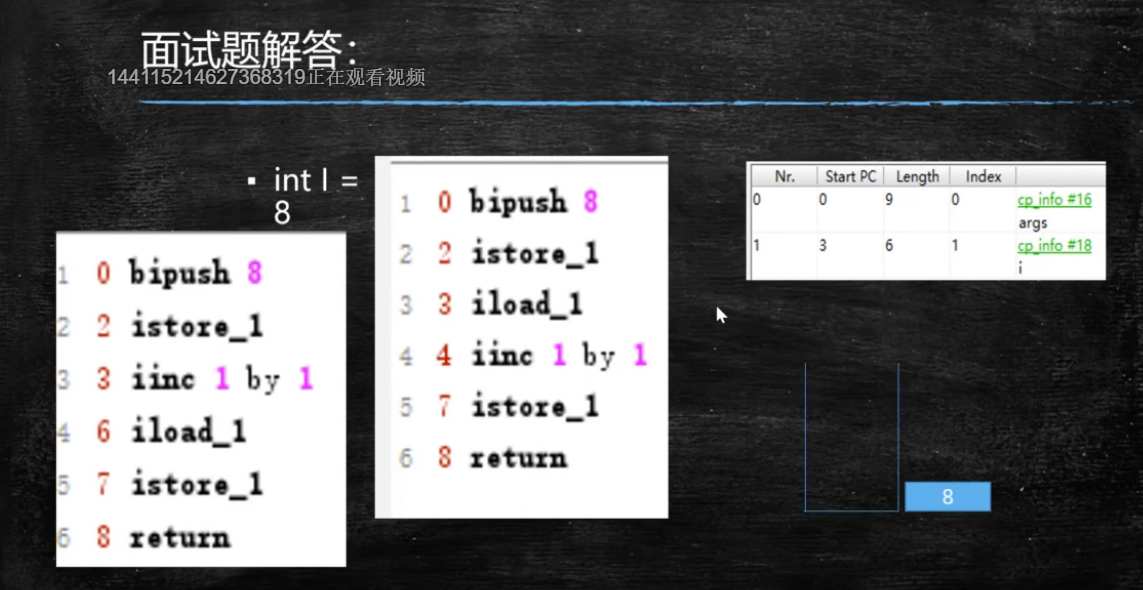 面试题解答：
144115214627368319正在观看视频
▪ int I =
8
1 0 bipush 8
2 2 istore_1
3 3 iinc 1 by 1
4 6 iload_1
5 7 istore_1
6 8 return
1 0 bipush 8
2 2 istore_1
3 3 iload_1
4 4 iinc 1 by 1
5 7 istore_1
6 8 return
Nr. Start PC Length Index
0 0 9 0 cp_info #16
args
1 3 6 1 cp_info #18
i
8